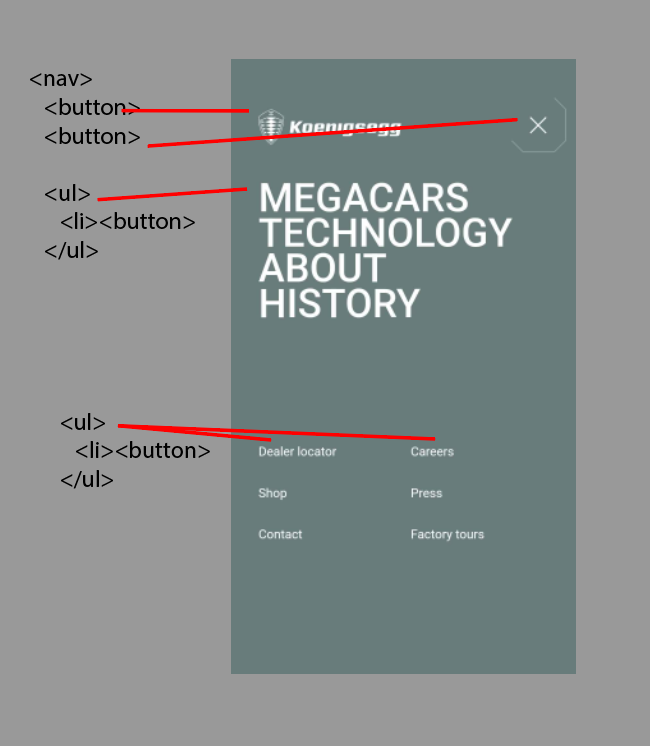 <nav>
<button>
<button>
Koenigsegg
<ul>
<li><button>
</ul>
MEGACARS
TECHNOLOGY
ABOUT
HISTORY
<ul>
<li><button>
</ul>
Dealer locator
Careers
Shop
Press
Contact
Factory tours